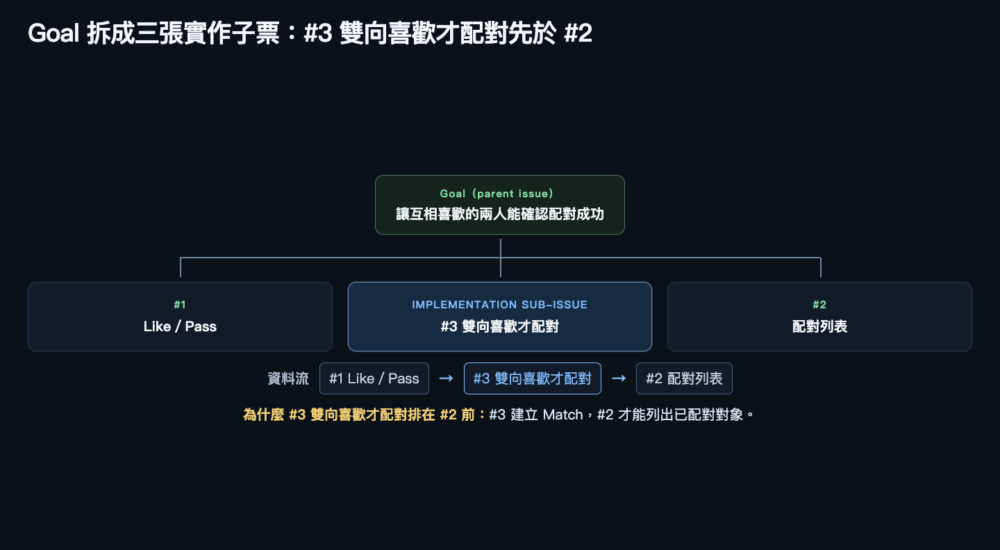 Goal 拆成三張實作子票：#3 雙向喜歡才配對先於 #2
Goal（parent issue）
讓互相喜歡的兩人能確認配對成功
#1
Like / Pass
IMPLEMENTATION SUB-ISSUE
#3 雙向喜歡才配對
#2
配對列表
資料流 #1 Like / Pass → #3 雙向喜歡才配對 → #2 配對列表
為什麼 #3 雙向喜歡才配對排在 #2 前：#3 建立 Match，#2 才能列出已配對對象。